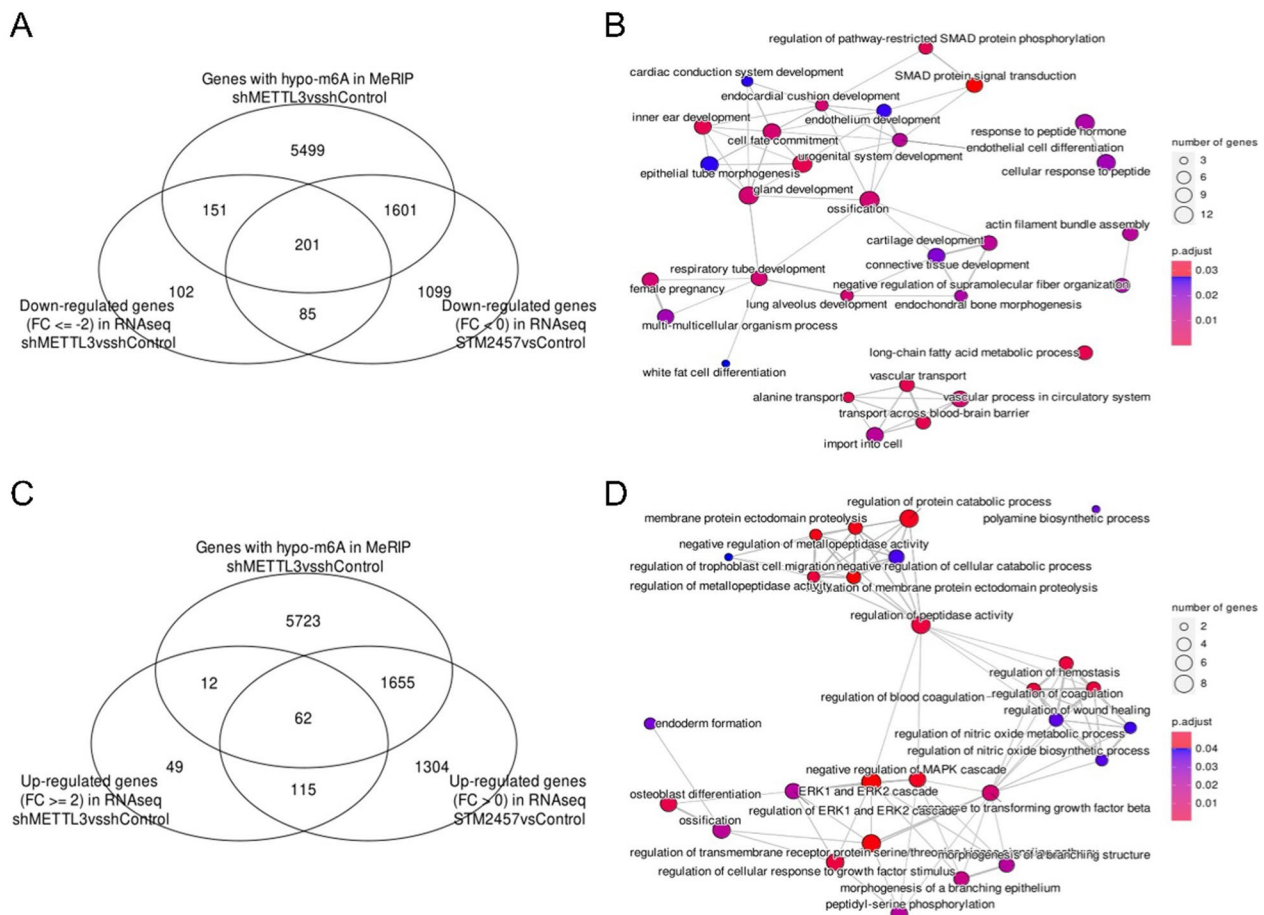 A
Genes with hypo-m6A in MeRIP
shMETTL3vsshControl
5499
151
1601
201
102
1099
85
Down-regulated genes
(FC <= -2) in RNAseq
shMETTL3vsshControl
Down-regulated genes
(FC < 0) in RNAseq
STM2457vsControl
B
regulation of pathway-restricted SMAD protein phosphorylation
cardiac conduction system development
SMAD protein signal transduction
endocardial cushion development
inner ear development
endothelium development
response to peptide hormone
cell fate commitment
endothelial cell differentiation
urogenital system development
epithelial tube morphogenesis
cellular response to peptide
gland development
ossification
actin filament bundle assembly
cartilage development
connective tissue development
respiratory tube development
female pregnancy
negative regulation of supramolecular fiber organization
lung alveolus development
endochondral bone morphogenesis
multi-multicellular organism process
long-chain fatty acid metabolic process
white fat cell differentiation
vascular transport
alanine transport
vascular process in circulatory system
transport across blood-brain barrier
import into cell
number of genes
3
6
9
12
p.adjust
0.03
0.02
0.01
C
Genes with hypo-m6A in MeRIP
shMETTL3vsshControl
5723
12
1655
62
49
1304
115
Up-regulated genes
(FC >= 2) in RNAseq
shMETTL3vsshControl
Up-regulated genes
(FC > 0) in RNAseq
STM2457vsControl
D
regulation of protein catabolic process
membrane protein ectodomain proteolysis
polyamine biosynthetic process
negative regulation of metallopeptidase activity
regulation of trophoblast cell migration
negative regulation of cellular catabolic process
regulation of metallopeptidase activity
regulation of membrane protein ectodomain proteolysis
regulation of peptidase activity
regulation of hemostasis
regulation of blood coagulation
regulation of coagulation
regulation of wound healing
endoderm formation
regulation of nitric oxide metabolic process
regulation of nitric oxide biosynthetic process
negative regulation of MAPK cascade
osteoblast differentiation
ERK1 and ERK2 cascade
regulation of ERK1 and ERK2 cascade
response to transforming growth factor beta
ossification
regulation of transmembrane receptor protein serine/threonine
morphogenesis of a branching structure
regulation of cellular response to growth factor stimulus
morphogenesis of a branching epithelium
peptidyl-serine phosphorylation
number of genes
2
4
6
8
p.adjust
0.04
0.03
0.02
0.01